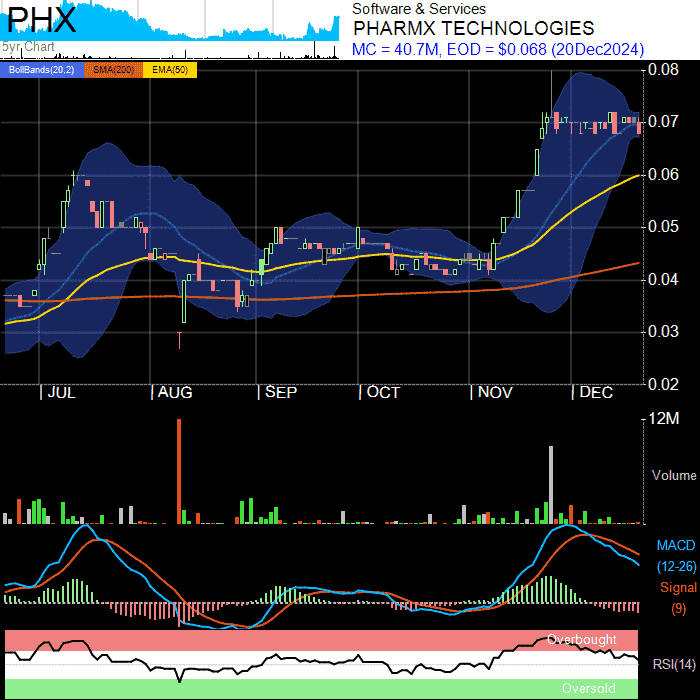 PHX
5yr Chart
Software & Services
PHARMX TECHNOLOGIES
MC = 40.7M, EOD = $0.068 (20Dec2024)
BollBands(20,2) SMA(200) EMA(50)
0.08
0.07
0.06
0.05
0.04
0.03
0.02
| JUL | AUG | SEP | OCT | NOV | DEC
12M
Volume
MACD
(12-26)
Signal
(9)
Overbought
RSI(14)
Oversold